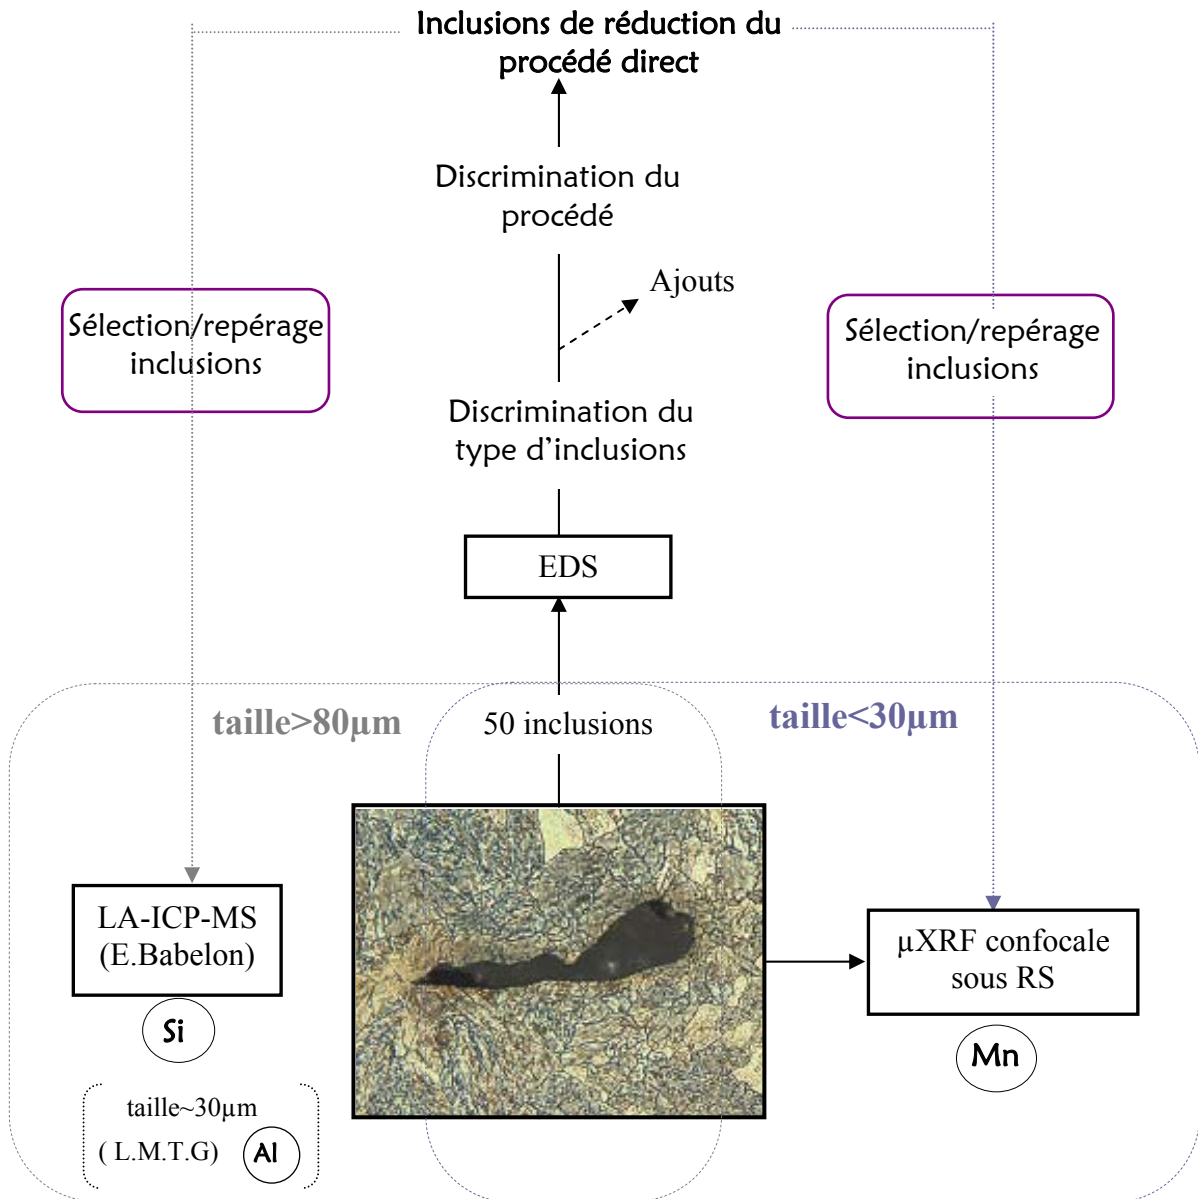 Inclusions de réduction du
procédé direct
Discrimination du
procédé
Ajouts
Sélection/repérage
inclusions
Sélection/repérage
inclusions
Discrimination du
type d'inclusions
EDS
taille>80µm
50 inclusions
taille<30µm
LA-ICP-MS
(E.Babelon)
Si
taille~30µm
( L.M.T.G)
Al
µXRF confocale
sous RS
Mn